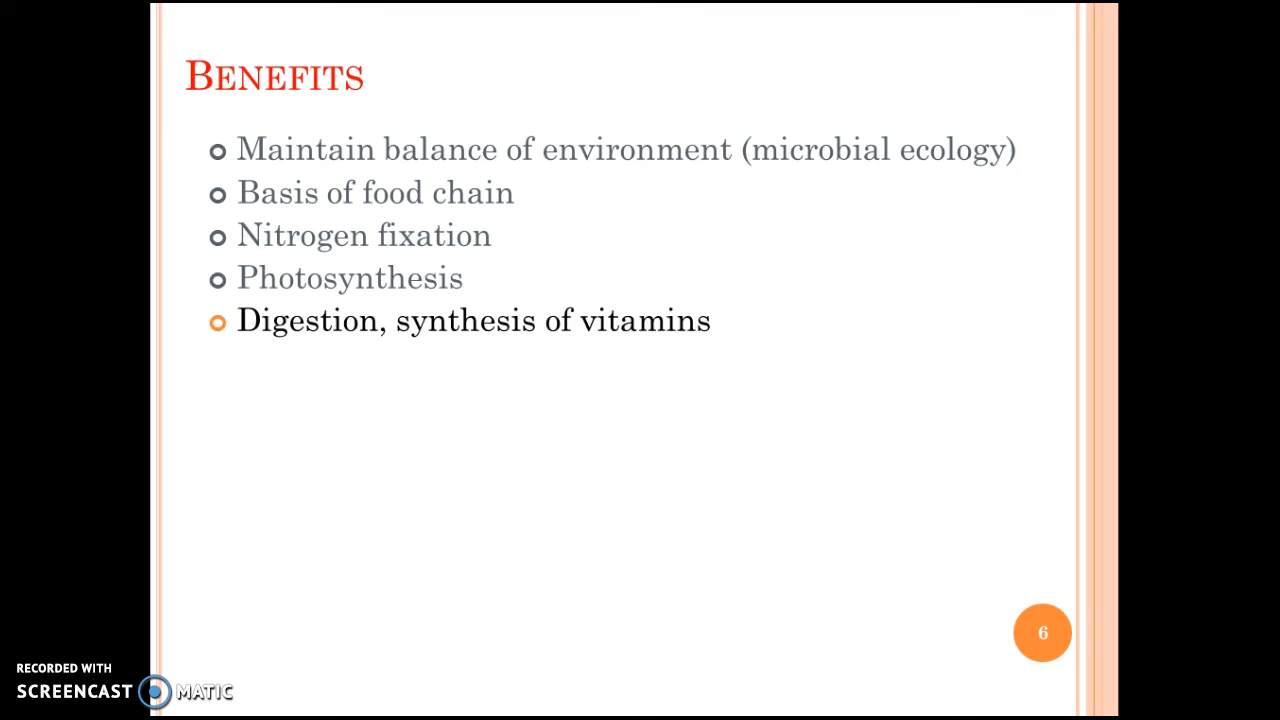 BENEFITS
Maintain balance of environment (microbial ecology)
Basis of food chain
Nitrogen fixation
Photosynthesis
Digestion, synthesis of vitamins
6
RECORDED WITH
SCREENCAST MATIC